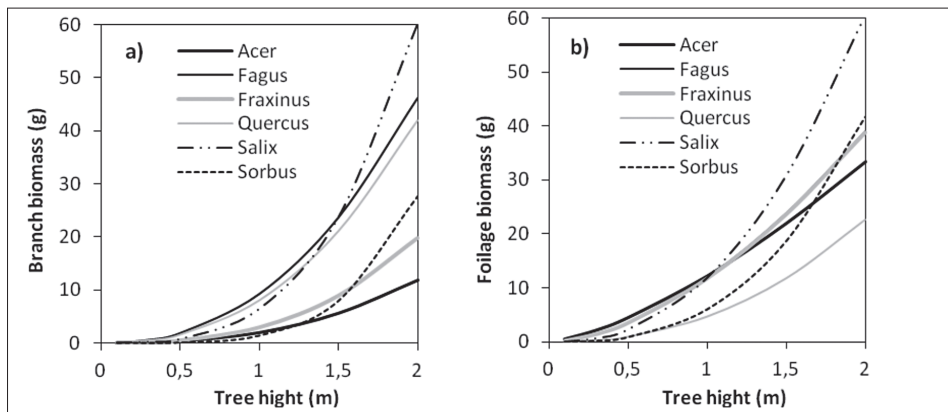 a)
Branch biomass (g)
60
50
40
30
20
10
0
Acer
Fagus
Fraxinus
Quercus
Salix
Sorbus
0 0,5 1 1,5 2
Tree hight (m)
b)
Foilage biomass (g)
60
50
40
30
20
10
0
Acer
Fagus
Fraxinus
Quercus
Salix
Sorbus
0,5 1 1,5 2
Tree hight (m)